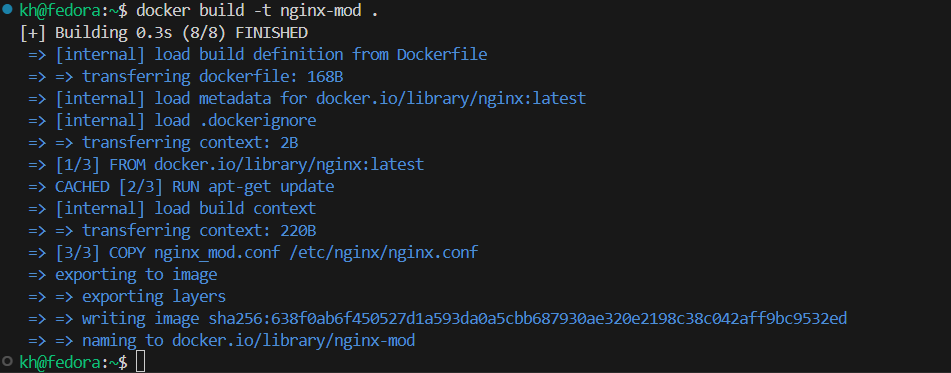 kh@fedora:~$ docker build -t nginx-mod .
[+] Building 0.3s (8/8) FINISHED
=> [internal] load build definition from Dockerfile
=> => transferring dockerfile: 168B
=> [internal] load metadata for docker.io/library/nginx:latest
=> [internal] load .dockerignore
=> => transferring context: 2B
=> [1/3] FROM docker.io/library/nginx:latest
=> CACHED [2/3] RUN apt-get update
=> [internal] load build context
=> => transferring context: 220B
=> [3/3] COPY nginx_mod.conf /etc/nginx/nginx.conf
=> exporting to image
=> => exporting layers
=> => writing image sha256:638f0ab6f450527d1a593da0a5cbb687930ae320e2198c38c042aff9bc9532ed
=> => naming to docker.io/library/nginx-mod
kh@fedora:~$